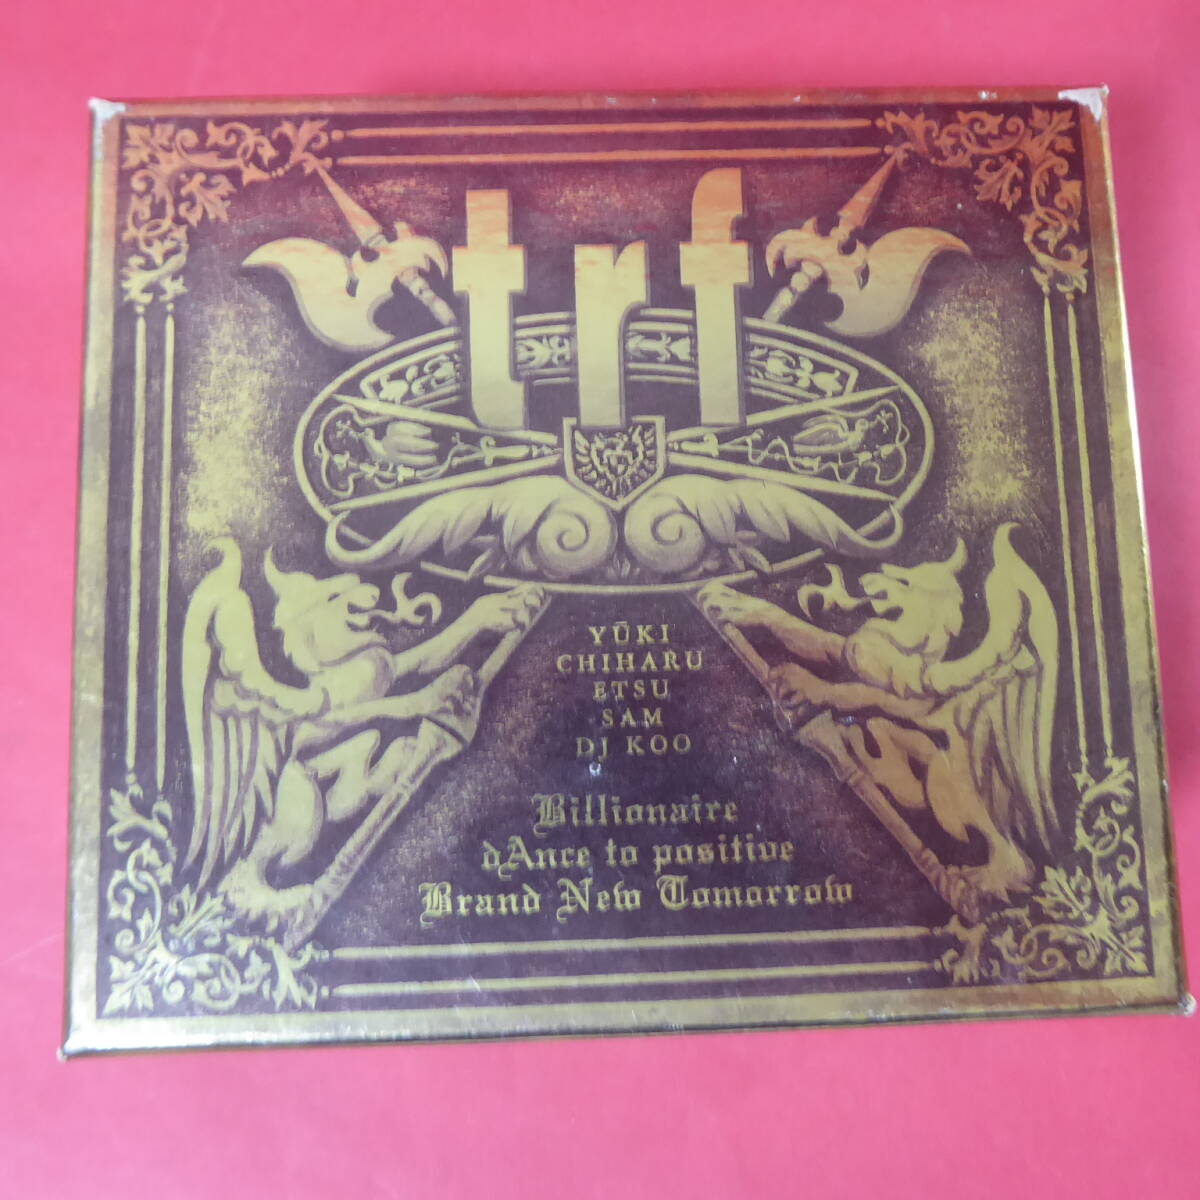 trf
YŪKI
CHIHARU
ETSU
SAM
DJ KOO
Billionaire
dAnce to positive
Brand New Tomorrow